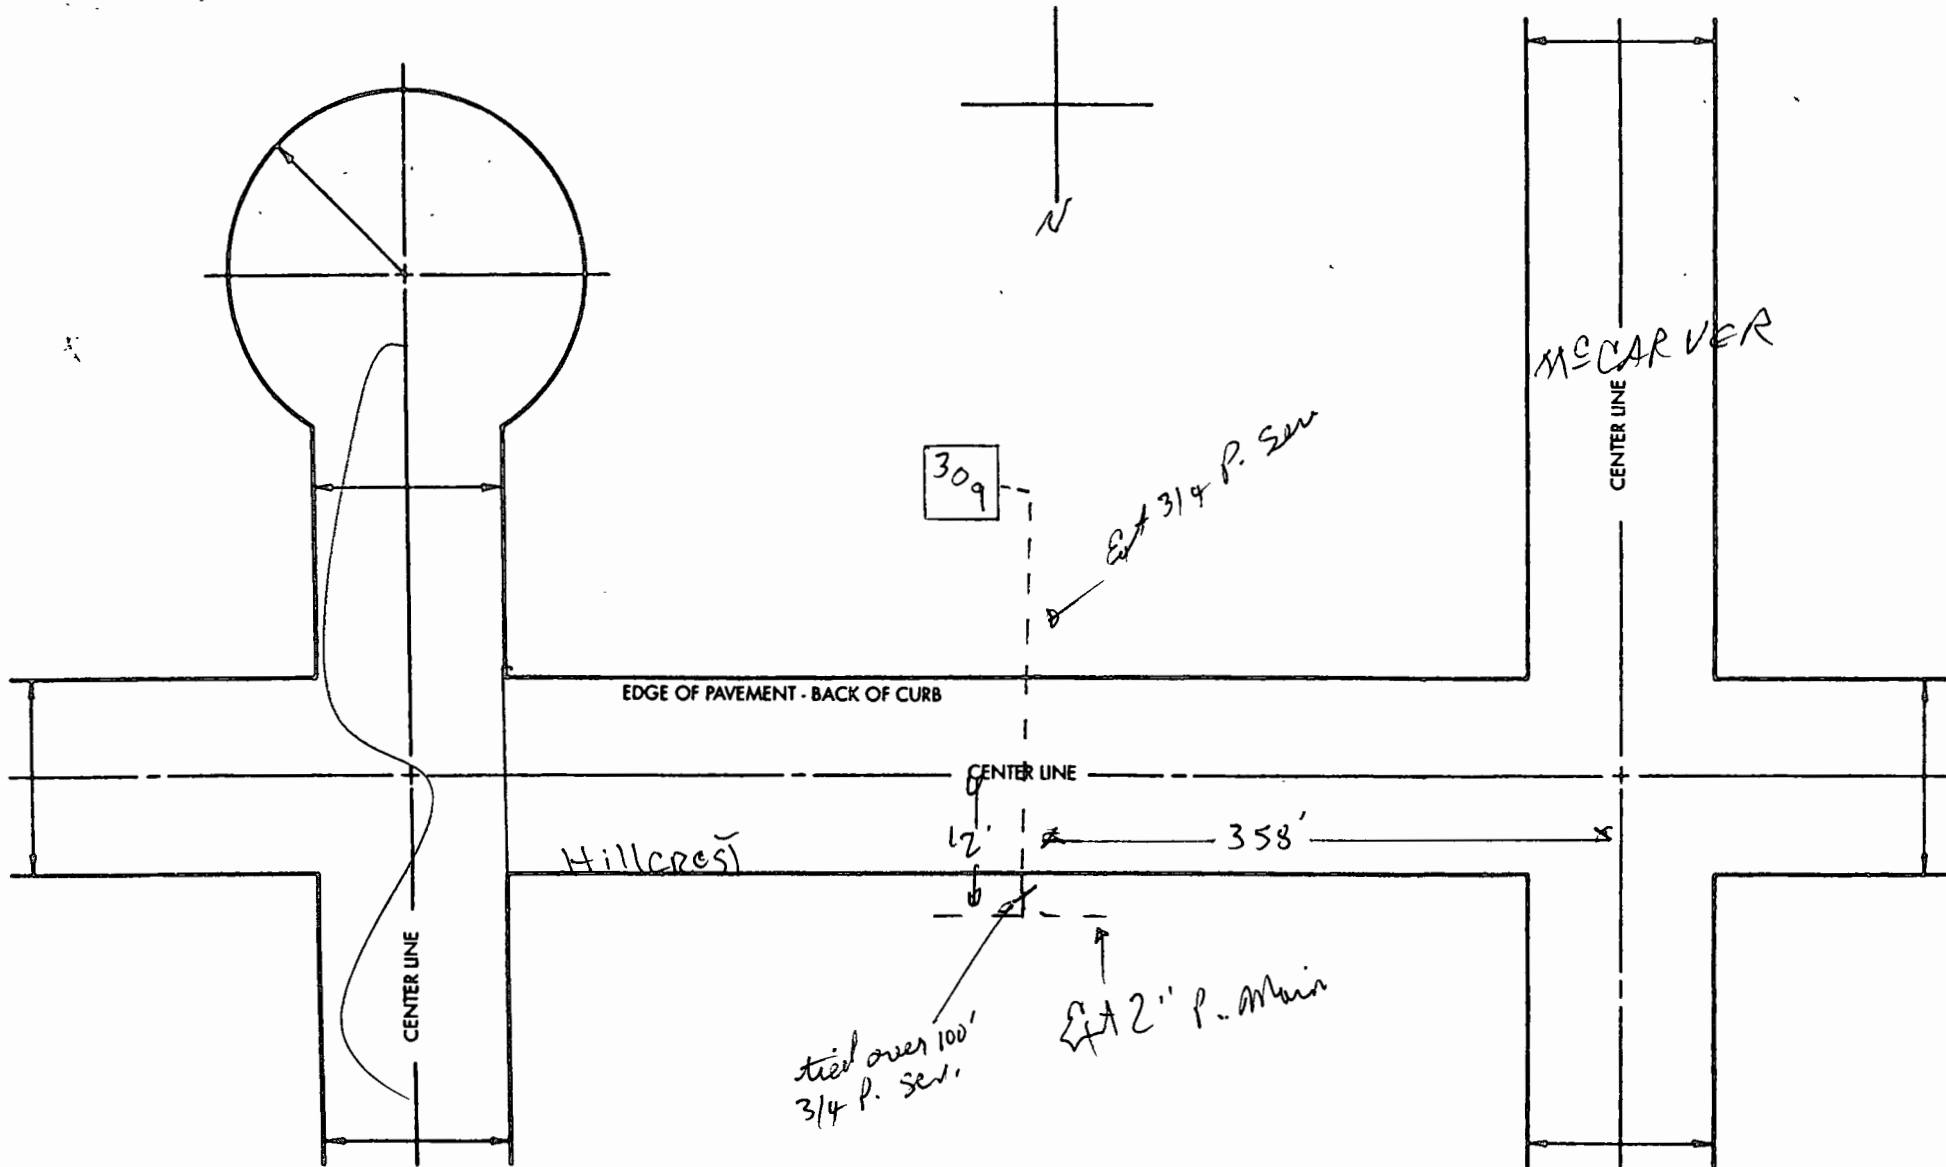 N
McCARVER
CENTER LINE
309
Ext 3/4 P. Serv
EDGE OF PAVEMENT - BACK OF CURB
CENTER LINE
12'
358'
Hillcrest
CENTER LINE
tied over 100'
3/4 P. Serv.
Ext 2" P. Main